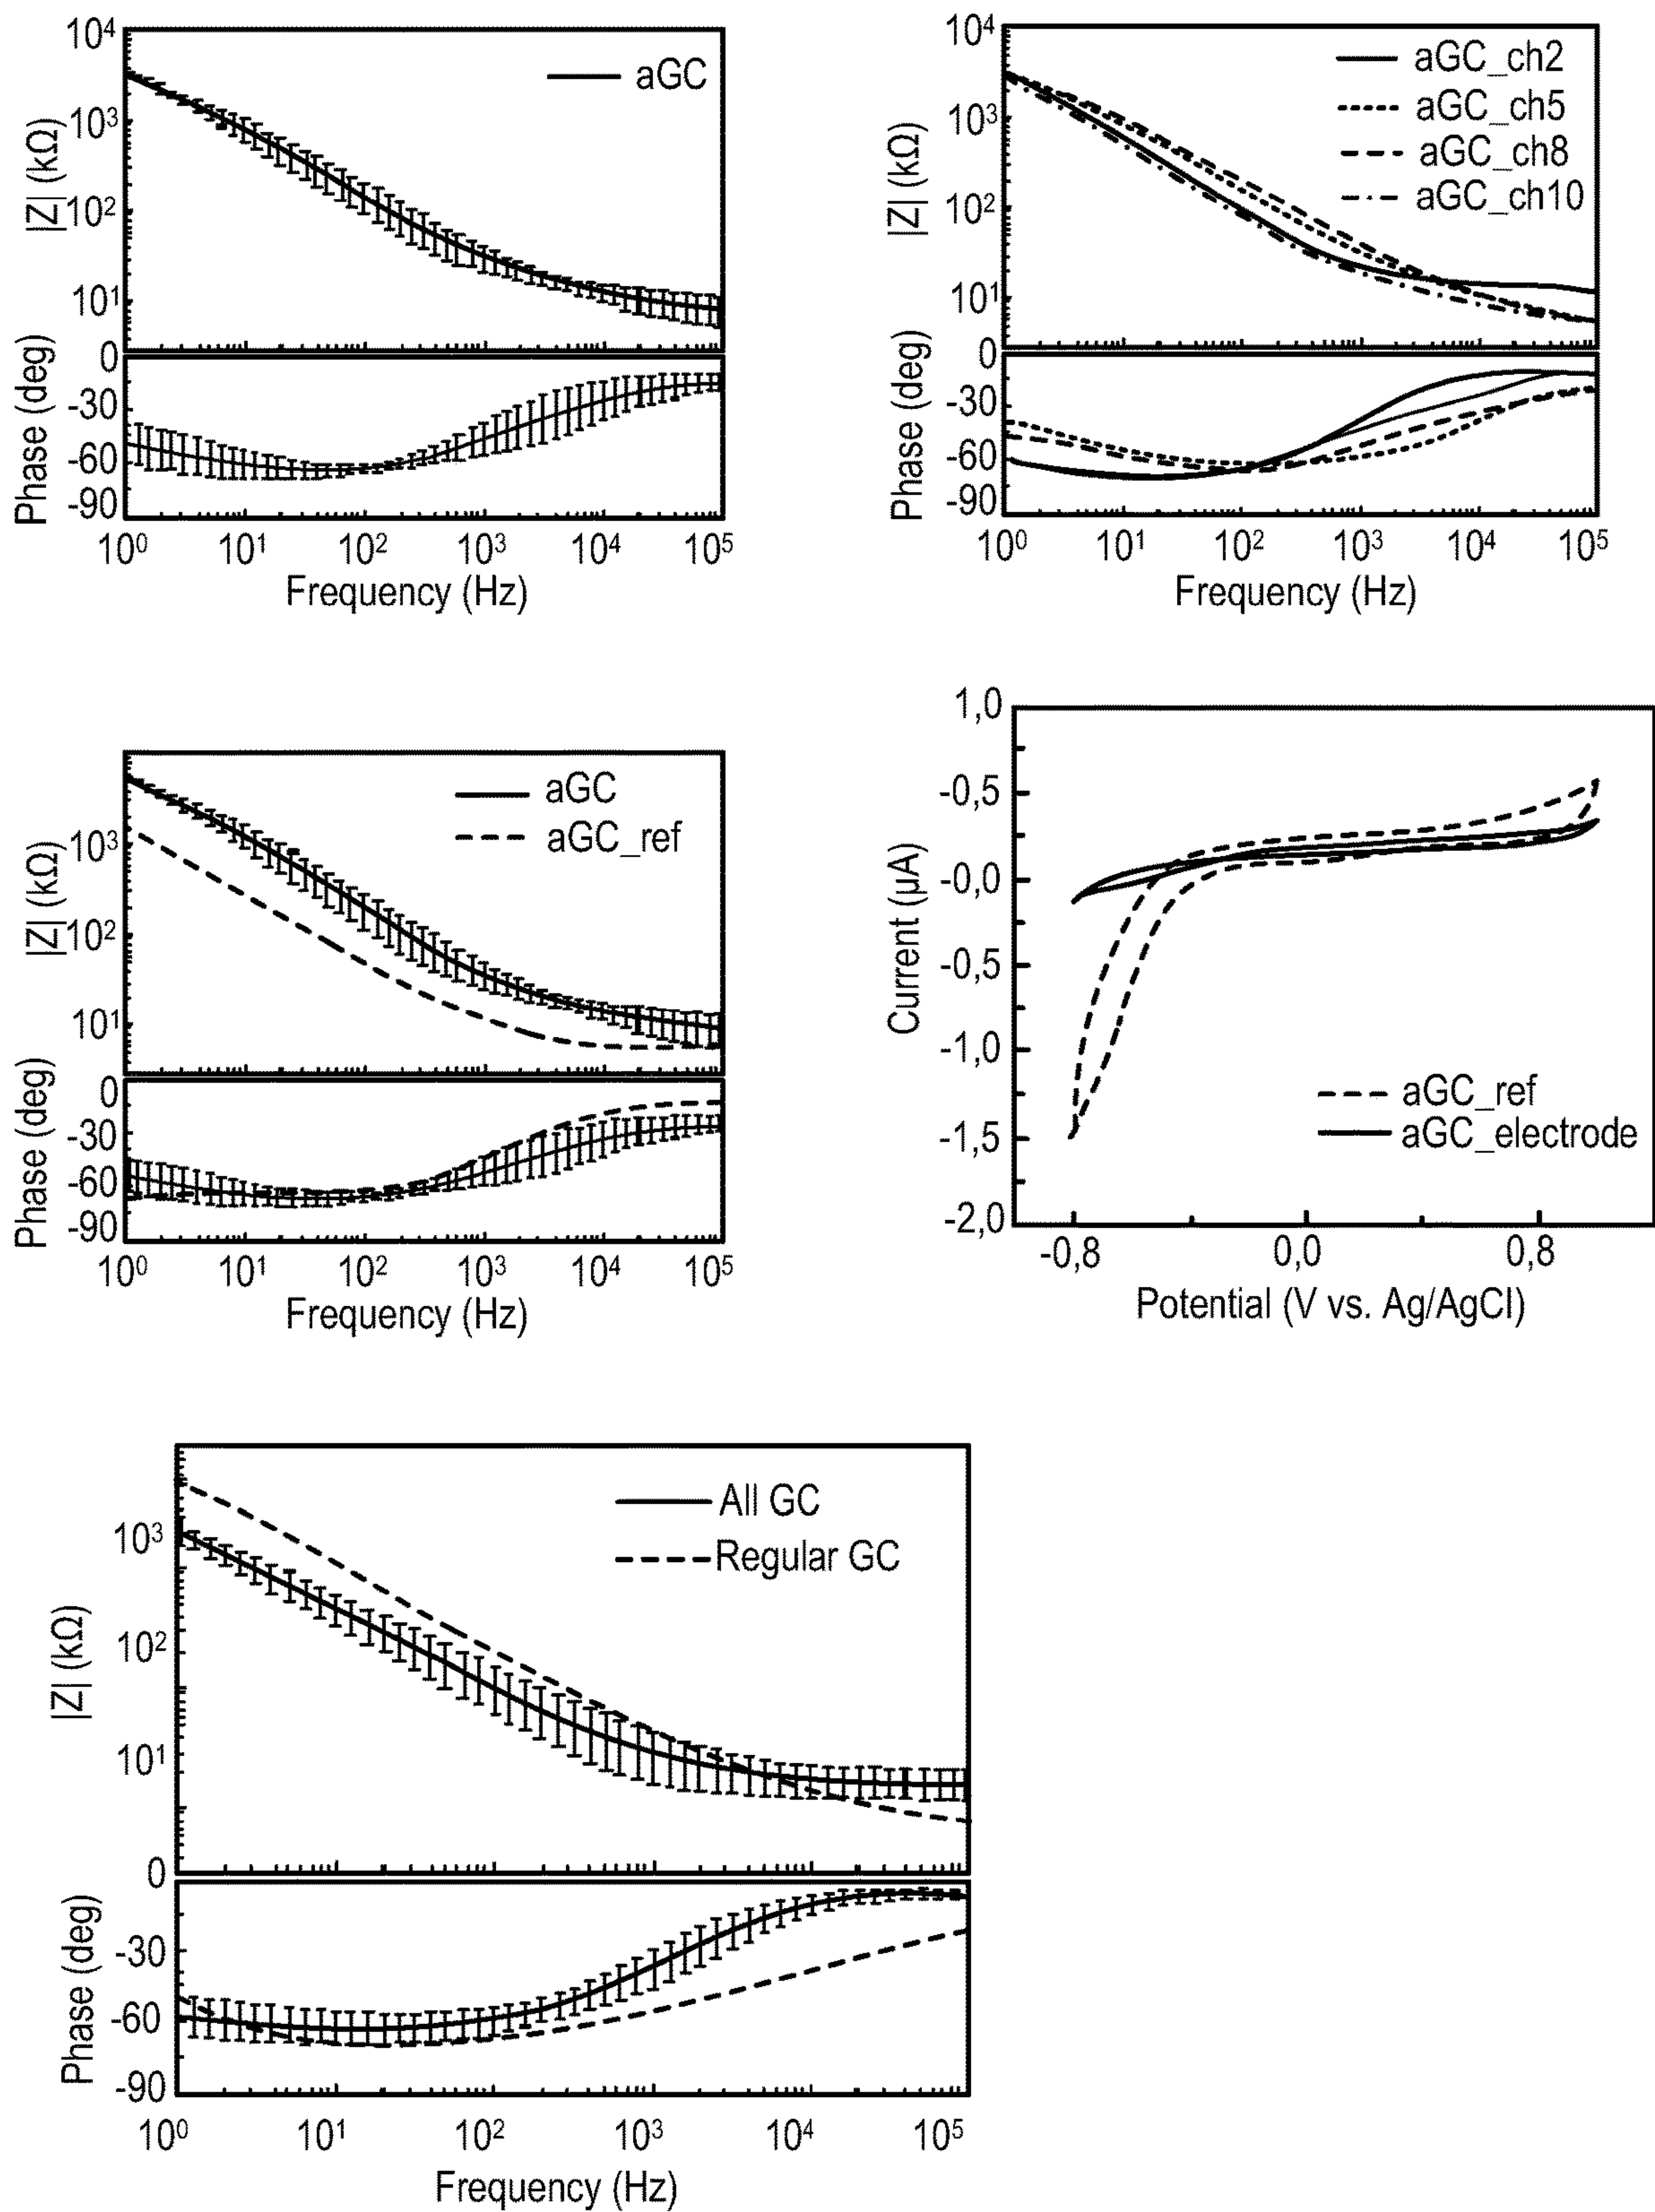 10⁴
10³
10²
10¹
|Z| (kΩ)
aGC
0
-30
-60
-90
Phase (deg)
10⁰ 10¹ 10² 10³ 10⁴ 10⁵
Frequency (Hz)
10⁴
10³
10²
10¹
0
|Z| (kΩ)
aGC_ch2
aGC_ch5
aGC_ch8
aGC_ch10
0
-30
-60
-90
Phase (deg)
10⁰ 10¹ 10² 10³ 10⁴ 10⁵
Frequency (Hz)
10³
10²
10¹
|Z| (kΩ)
aGC
aGC_ref
0
-30
-60
-90
Phase (deg)
10⁰ 10¹ 10² 10³ 10⁴ 10⁵
Frequency (Hz)
1,0
-0,5
-0,0
-0,5
-1,0
-1,5
-2,0
Current (µA)
aGC_ref
aGC_electrode
-0,8 0,0 0,8
Potential (V vs. Ag/AgCl)
10³
10²
10¹
0
|Z| (kΩ)
All GC
Regular GC
-30
-60
-90
Phase (deg)
10⁰ 10¹ 10² 10³ 10⁴ 10⁵
Frequency (Hz)